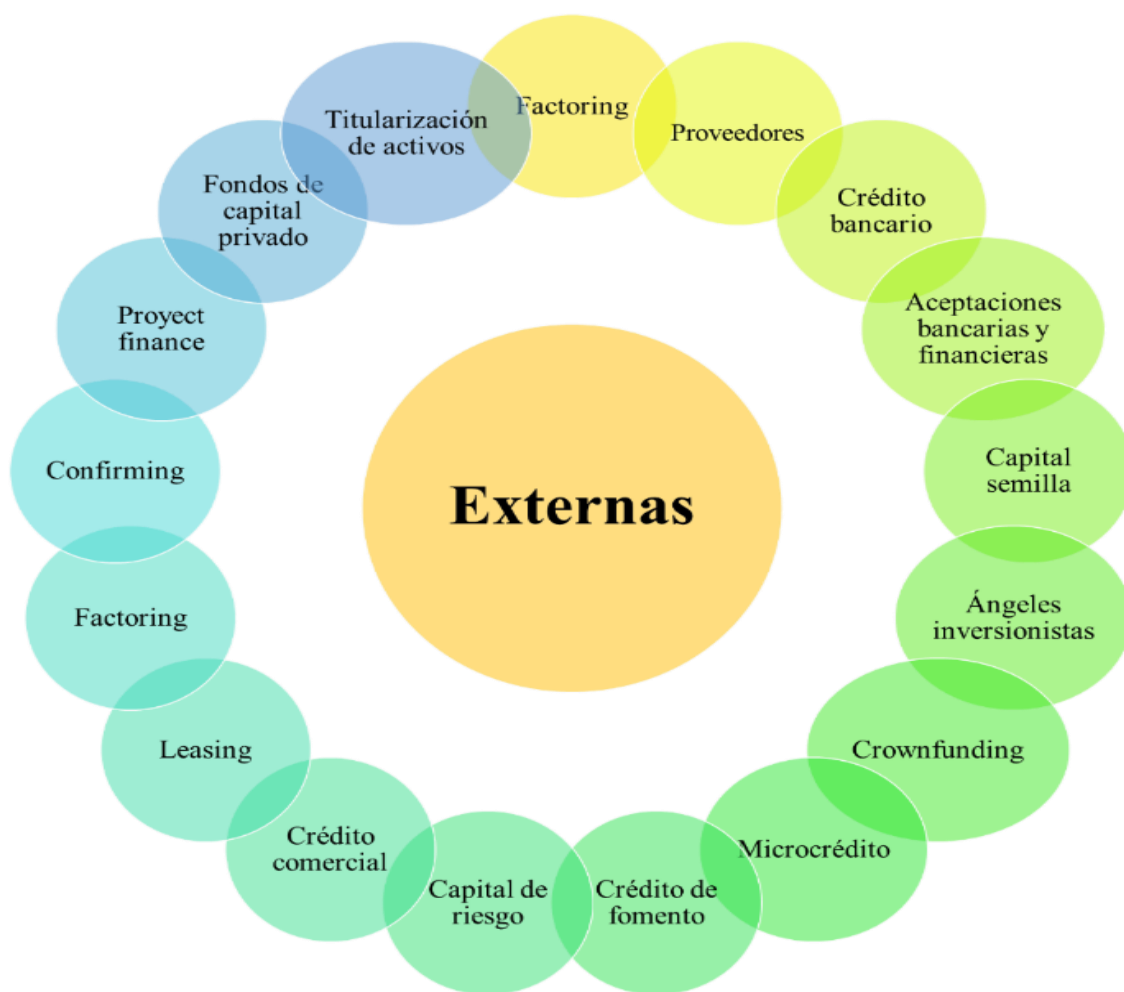 Factoring
Proveedores
Crédito
bancario
Aceptaciones
bancarias y
financieras
Capital
semilla
Ángeles
inversionistas
Crownfunding
Microcrédito
Crédito de
fomento
Capital de
riesgo
Crédito
comercial
Leasing
Factoring
Confirming
Proyect
finance
Fondos de
capital
privado
Titularización
de activos
Externas